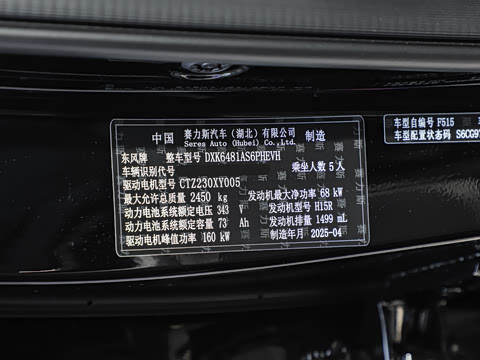 中国 赛力斯汽车（湖北）有限公司 制造
Seres Auto (Hubei) Co., Ltd.
东风牌 整车型号 DXK6481AS6PHEVH
车辆识别代号 乘坐人数 5 人
驱动电机型号 CTZ230XY005
最大允许总质量 2450 kg 发动机最大净功率 68 kW
动力电池系统额定电压 343 V 发动机型号 H15R
动力电池系统额定容量 73 Ah 发动机排量 1499 mL
驱动电机峰值功率 160 kW 制造年月 2025-04
车型自编号 F515
车型配置状态码 S6CG9